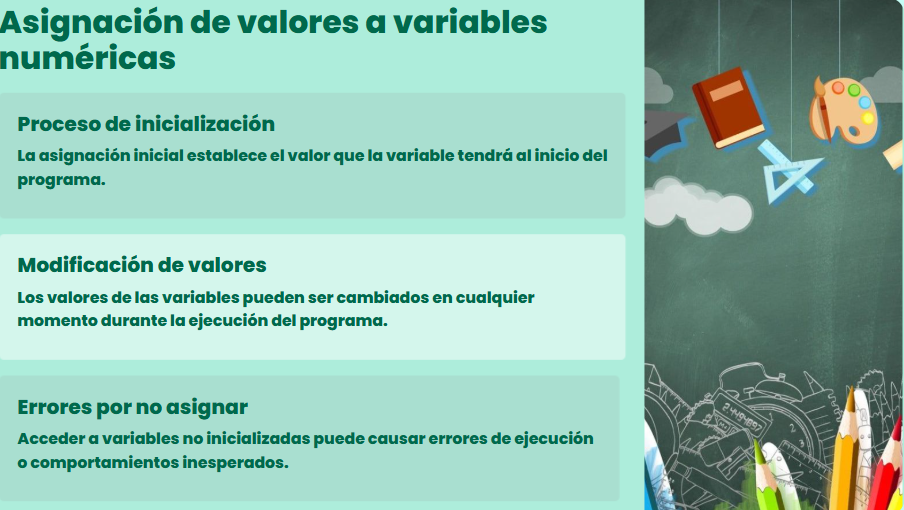 Asignación de valores a variables
numéricas
Proceso de inicialización
La asignación inicial establece el valor que la variable tendrá al inicio del
programa.
Modificación de valores
Los valores de las variables pueden ser cambiados en cualquier
momento durante la ejecución del programa.
Errores por no asignar
Acceder a variables no inicializadas puede causar errores de ejecución
o comportamientos inesperados.